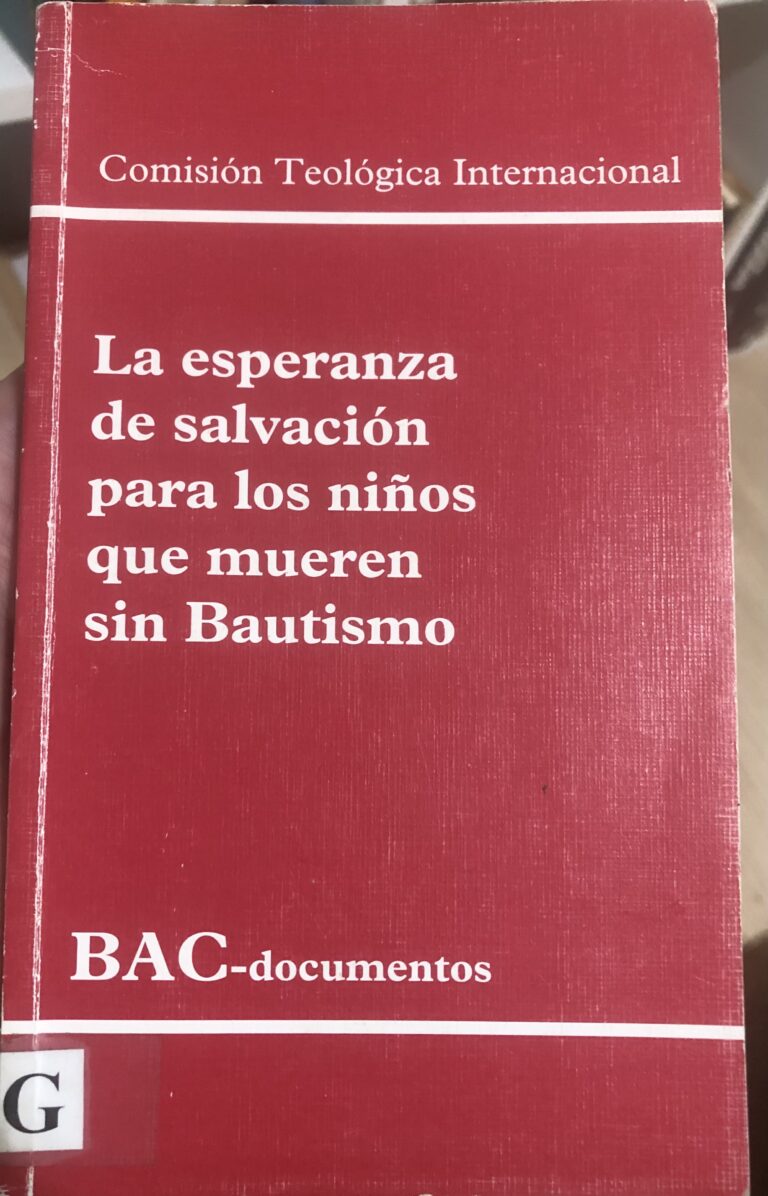 Comisión Teológica Internacional
La esperanza
de salvación
para los niños
que mueren
sin Bautismo
BAC-documentos
G